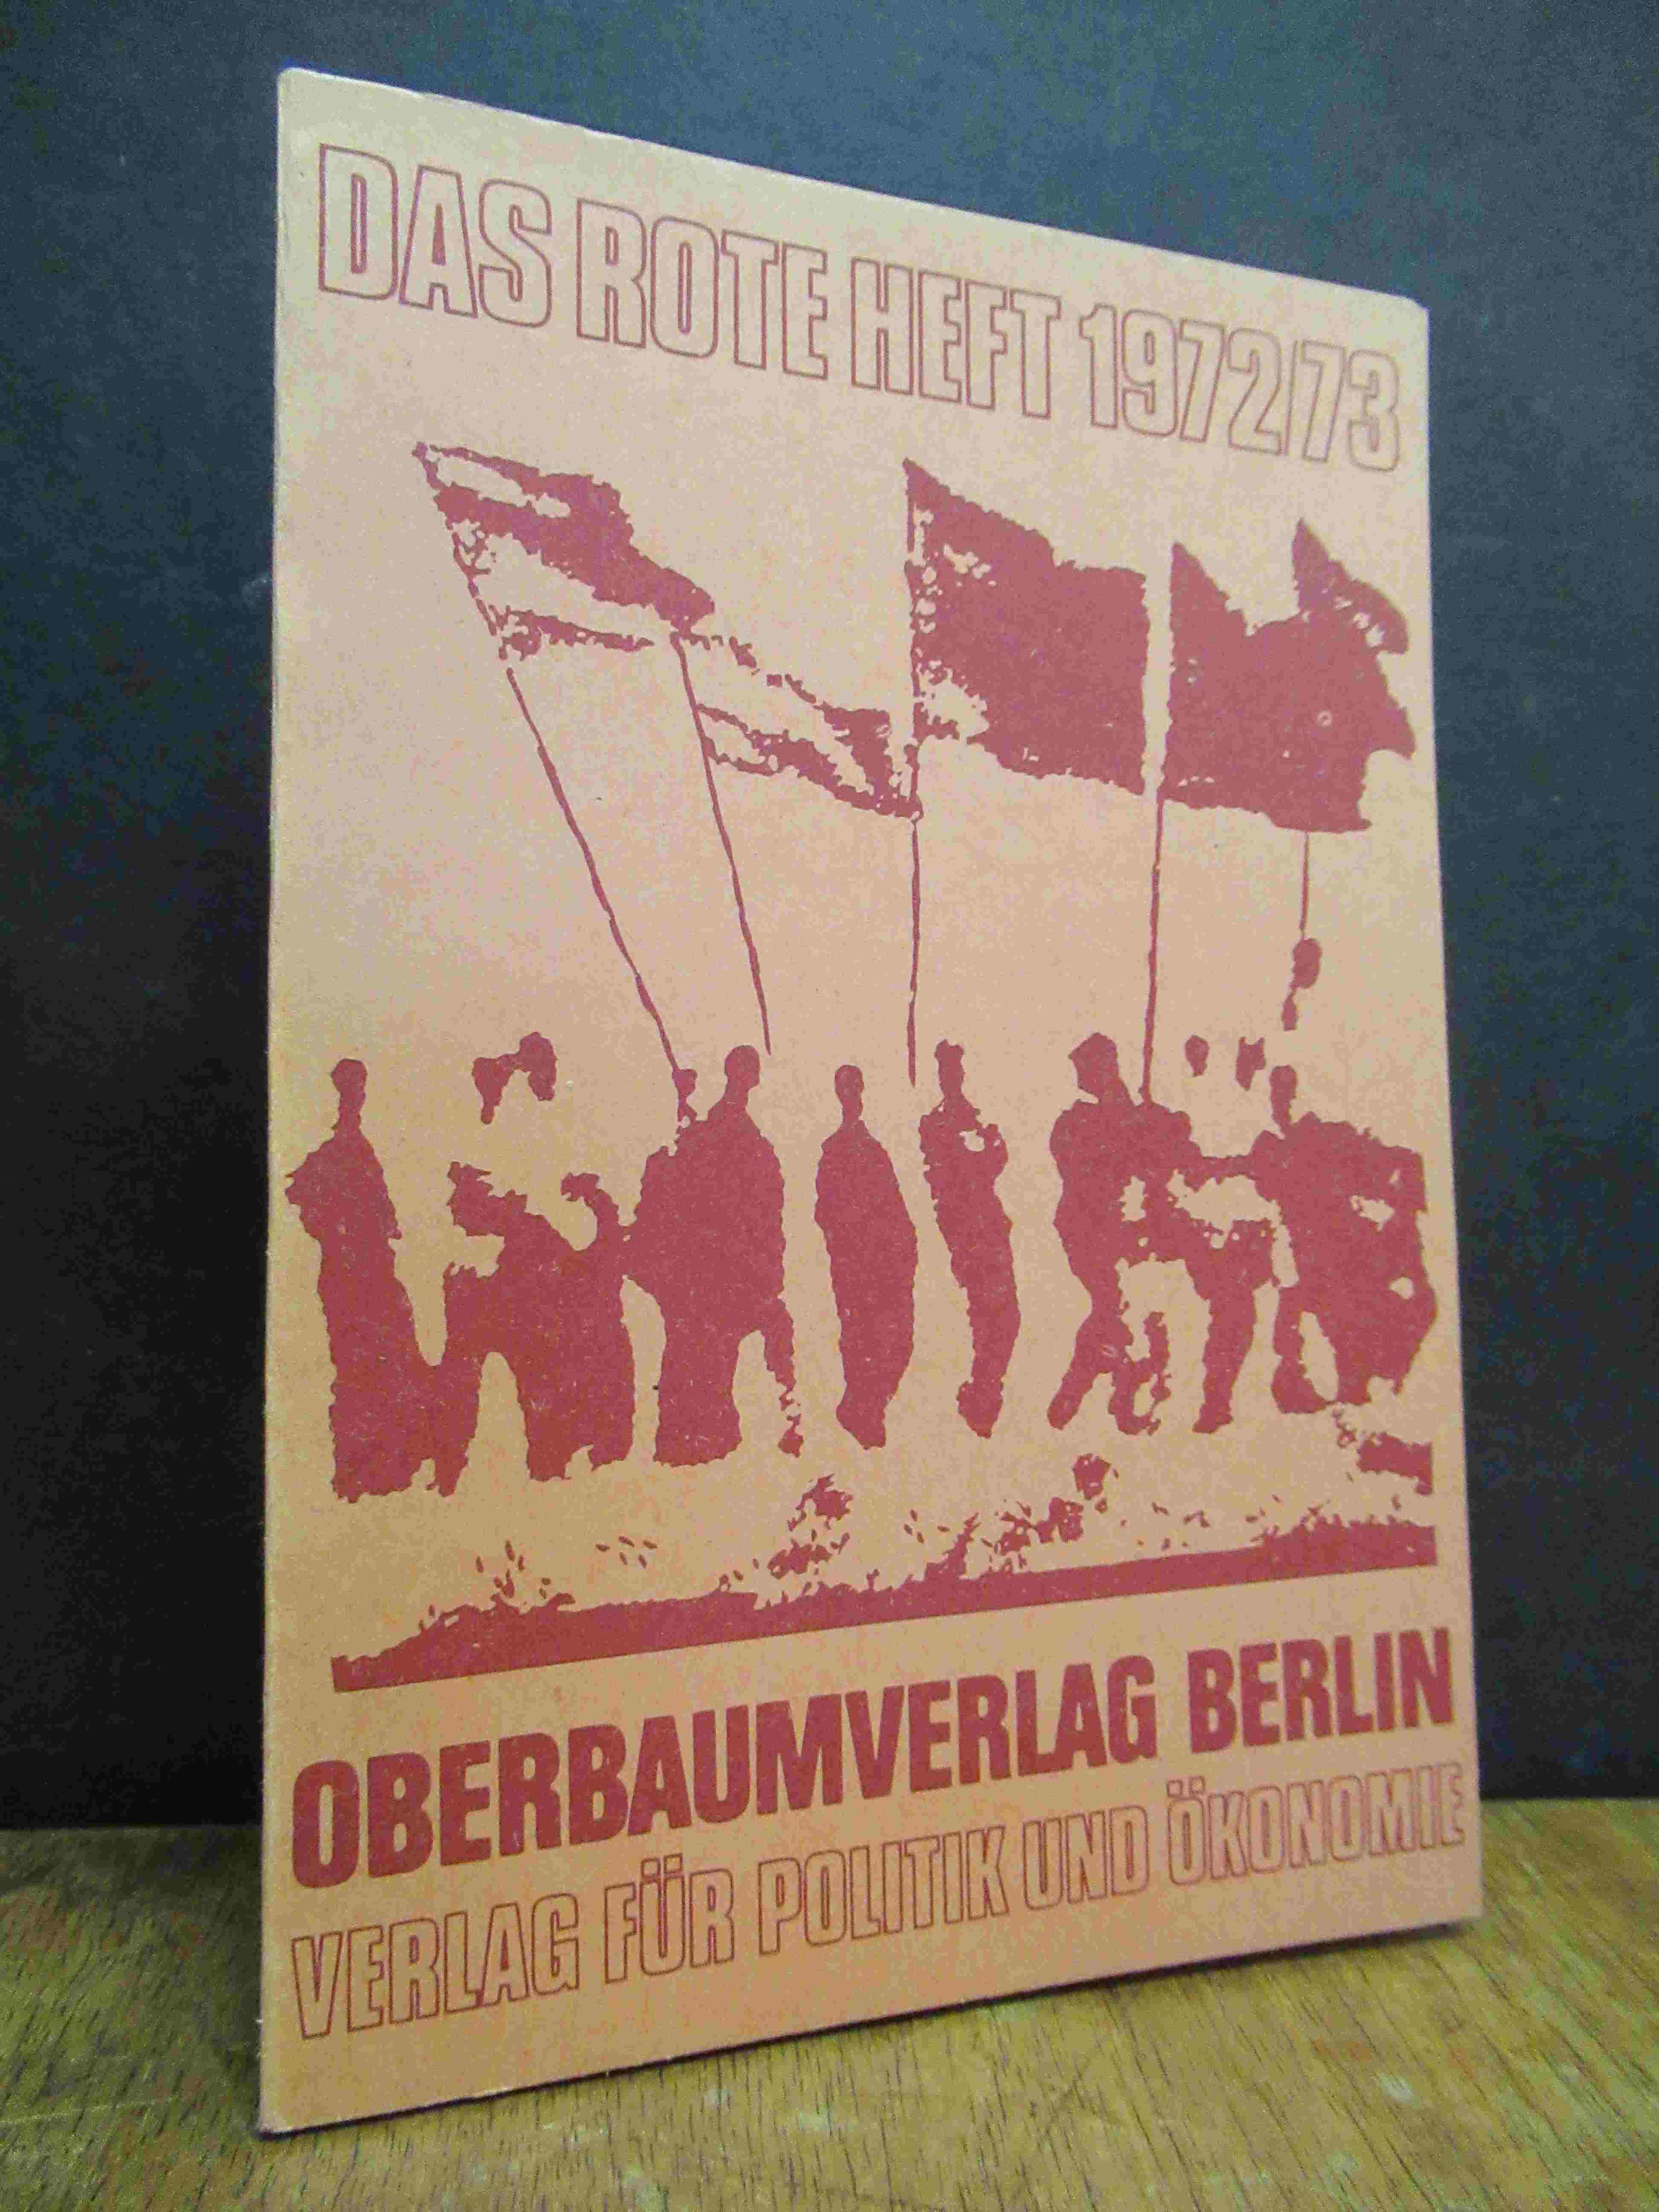 DAS ROTE HEFT 1972/73
OBERBAUMVERLAG BERLIN
VERLAG FÜR POLITIK UND ÖKONOMIE